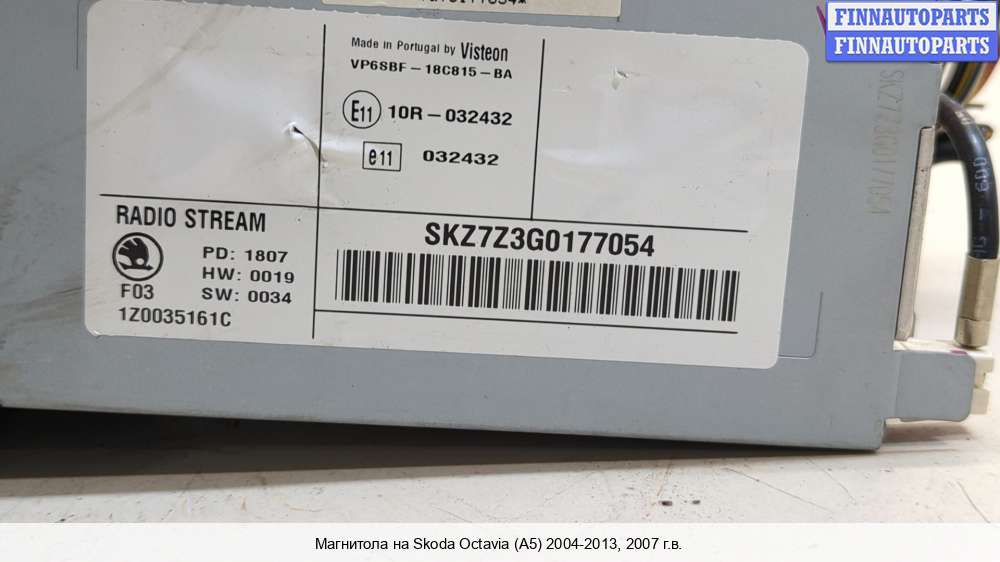 FINNAUTOPARTS
FINNAUTOPARTS
Made in Portugal by Visteon
VP6SBF-18C815-BA
E11 10R-032432
e11 032432
RADIO STREAM
PD: 1807
HW: 0019
F03 SW: 0034
1Z0035161C
SKZ7Z3G0177054
SKZ7Z3G0177054
Магнитола на Skoda Octavia (A5) 2004-2013, 2007 г.в.